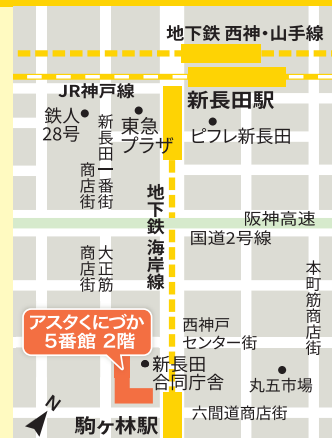 地下鉄 西神・山手線
JR神戸線
新長田駅
鉄人
28号
東急
プラザ
ピフレ新長田
新長田一番街
商店街
地下鉄 海岸線
阪神高速
国道2号線
大正筋
商店街
本町筋商店街
アスタくにづか
5番館 2階
西神戸
センター街
新長田
合同庁舎
丸五市場
六間道商店街
駒ヶ林駅
N